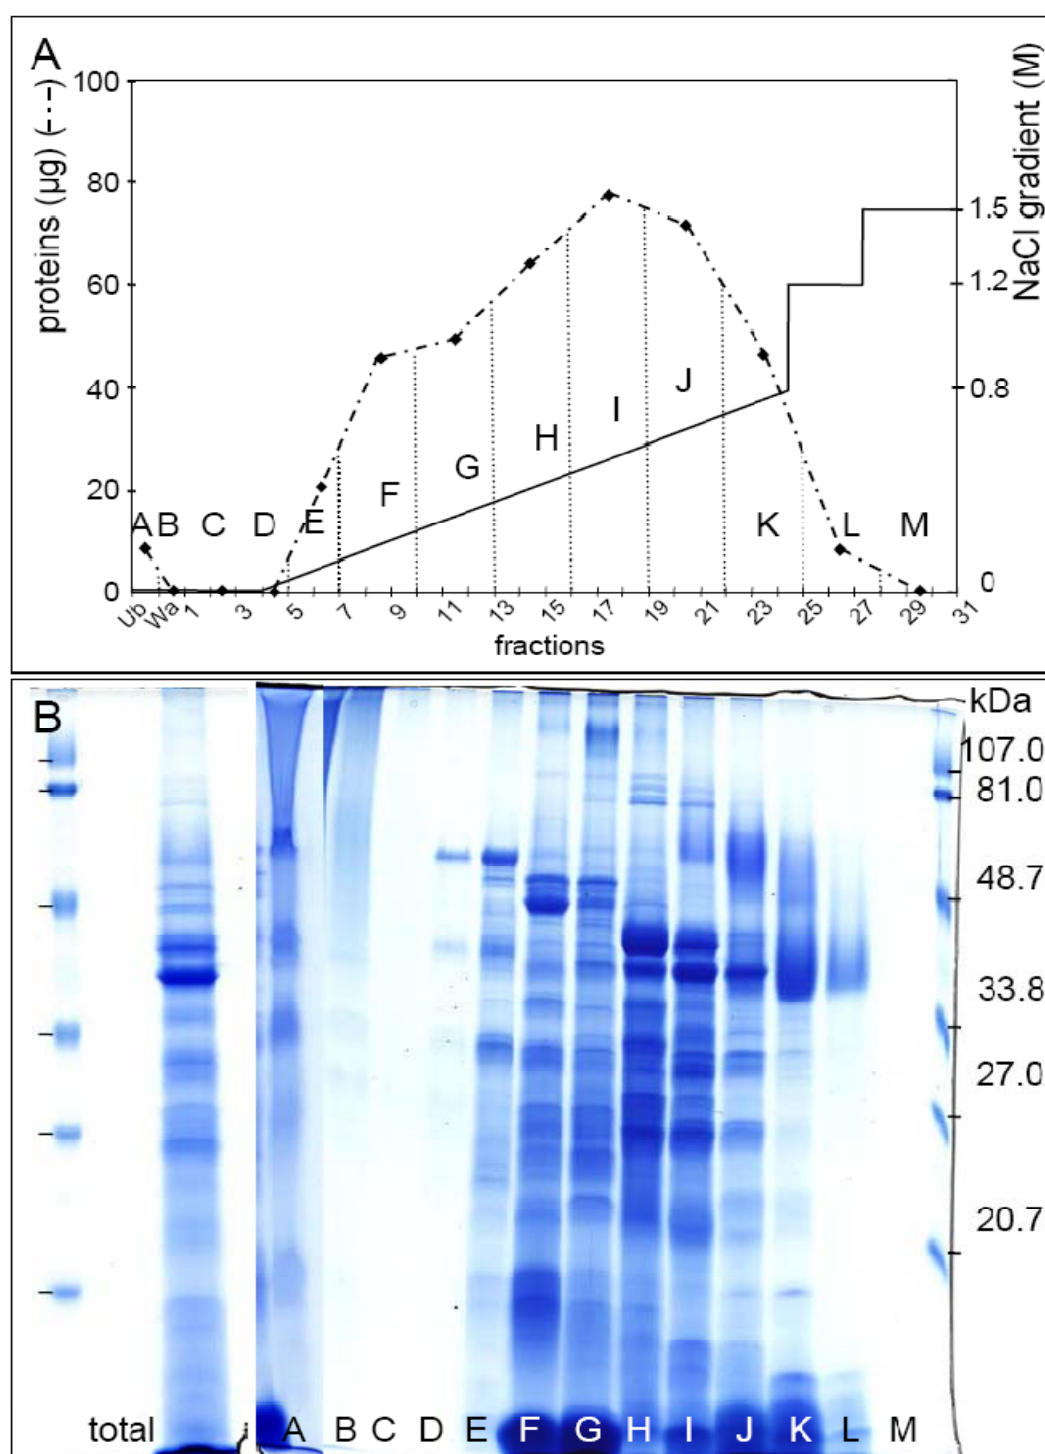 A
proteins (µg) (-··-)
100
80
60
40
20
0
NaCl gradient (M)
1.5
1.2
0.8
0
A B C D E F G H I J K L M
Ub Wa 1 3 5 7 9 11 13 15 17 19 21 23 25 27 29 31
fractions
B
kDa
107.0
81.0
48.7
33.8
27.0
20.7
total A B C D E F G H I J K L M